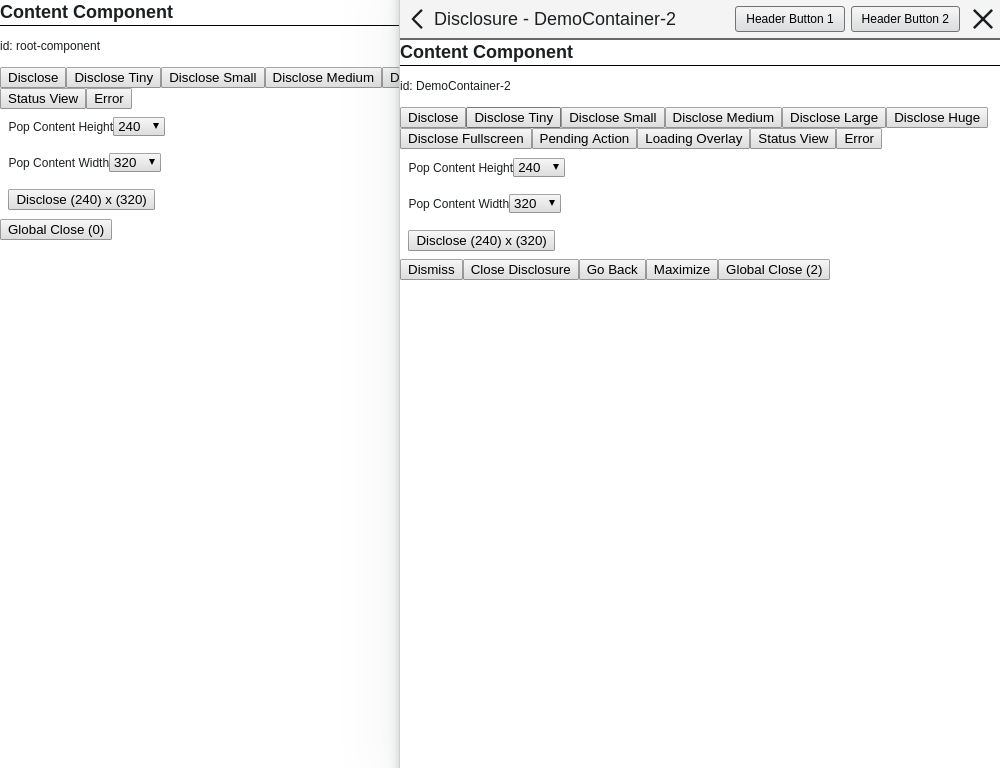 Content Component
id: root-component
Disclose Disclose Tiny Disclose Small Disclose Medium
Status View Error
Pop Content Height 240
Pop Content Width 320
Disclose (240) x (320)
Global Close (0)
Disclosure - DemoContainer-2 Header Button 1 Header Button 2
Content Component
id: DemoContainer-2
Disclose Disclose Tiny Disclose Small Disclose Medium Disclose Large Disclose Huge
Disclose Fullscreen Pending Action Loading Overlay Status View Error
Pop Content Height 240
Pop Content Width 320
Disclose (240) x (320)
Dismiss Close Disclosure Go Back Maximize Global Close (2)